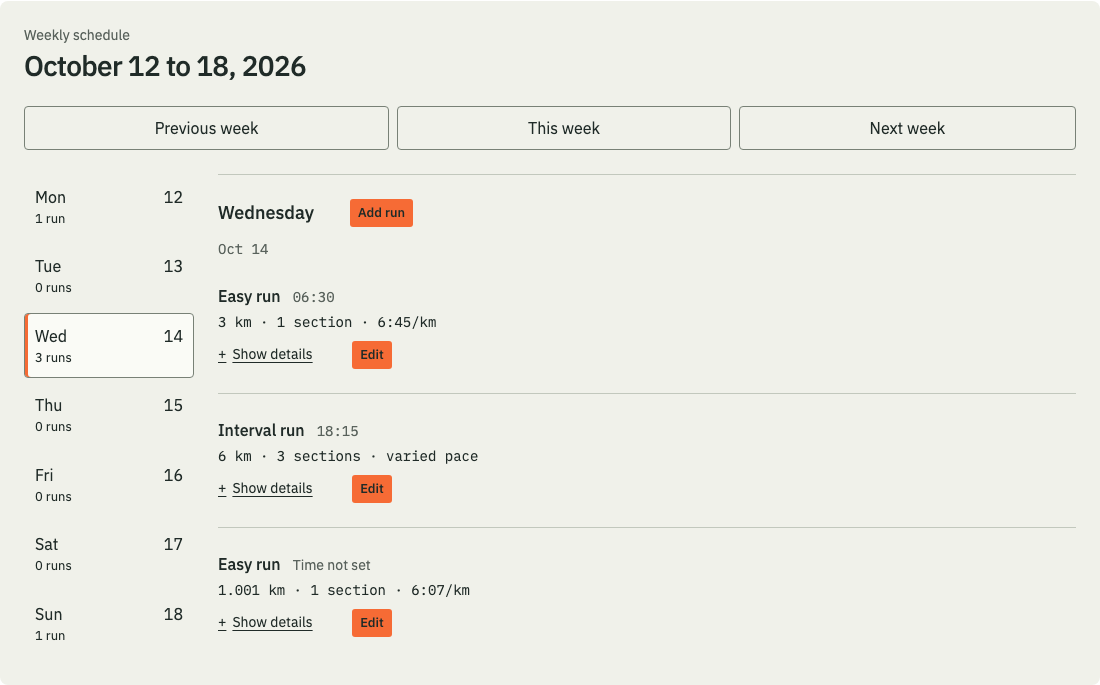 Weekly schedule
October 12 to 18, 2026
Previous week
This week
Next week
Mon 12
1 run
Tue 13
0 runs
Wed 14
3 runs
Thu 15
0 runs
Fri 16
0 runs
Sat 17
0 runs
Sun 18
1 run
Wednesday Add run
Oct 14
Easy run 06:30
3 km · 1 section · 6:45/km
+ Show details Edit
Interval run 18:15
6 km · 3 sections · varied pace
+ Show details Edit
Easy run Time not set
1.001 km · 1 section · 6:07/km
+ Show details Edit